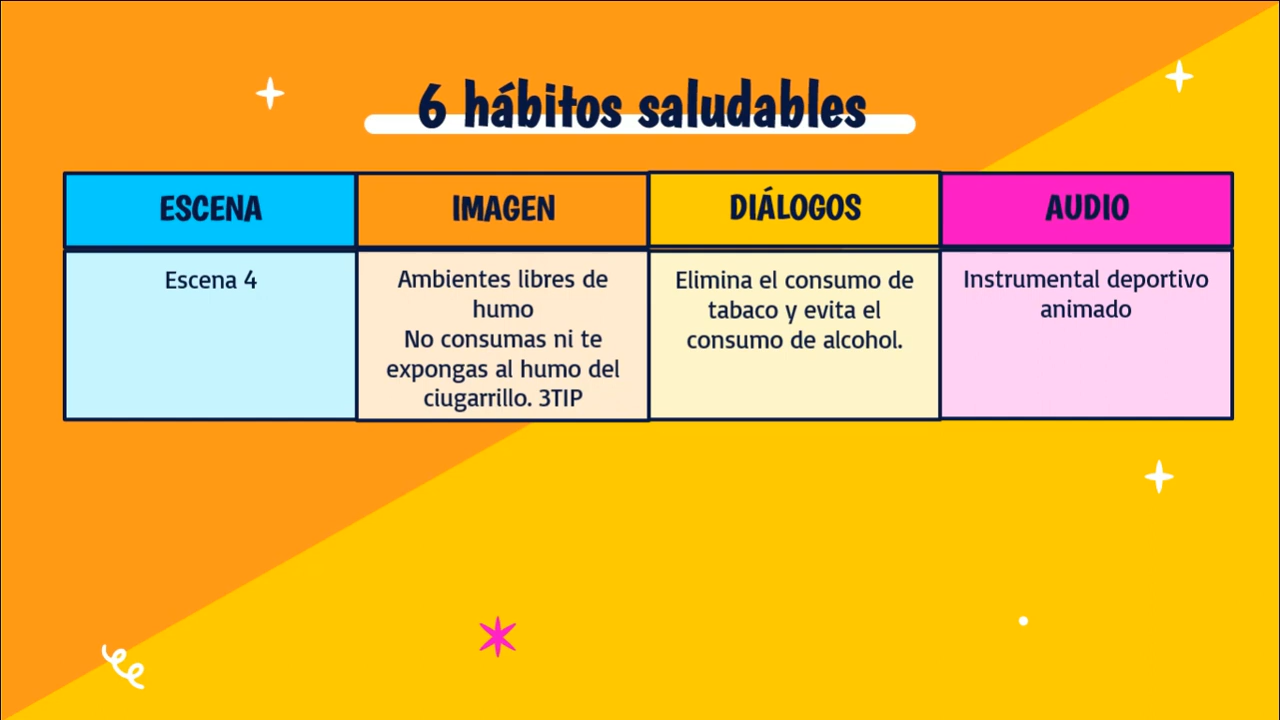 6 hábitos saludables
ESCENA
IMAGEN
DIÁLOGOS
AUDIO
Escena 4
Ambientes libres de
humo
No consumas ni te
expongas al humo del
ciugarrillo. 3TIP
Elimina el consumo de
tabaco y evita el
consumo de alcohol.
Instrumental deportivo
animado